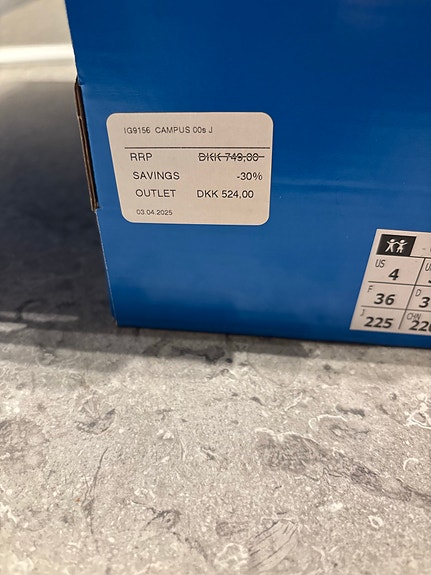 IG9156 CAMPUS 00s J
RRP DKK 749,00
SAVINGS -30%
OUTLET DKK 524,00
03.04.2025
US
4
F
36
D
J
225
CHN